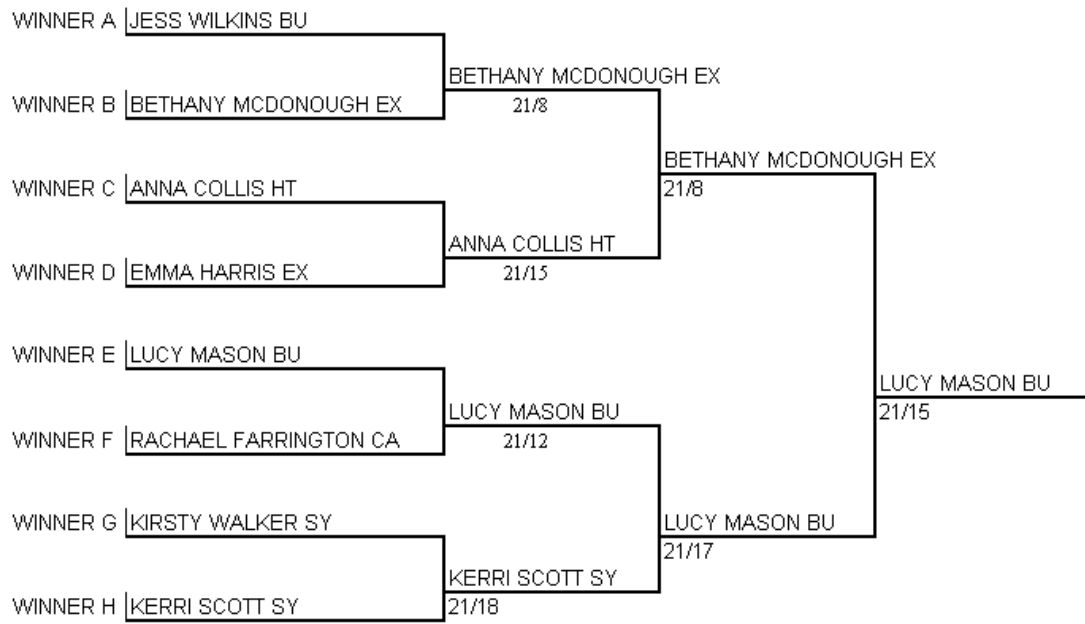 WINNER A JESS WILKINS BU
BETHANY MCDONOUGH EX
WINNER B BETHANY MCDONOUGH EX
21/8
BETHANY MCDONOUGH EX
WINNER C ANNA COLLIS HT
21/8
ANNA COLLIS HT
WINNER D EMMA HARRIS EX
21/15
WINNER E LUCY MASON BU
LUCY MASON BU
21/15
LUCY MASON BU
WINNER F RACHAEL FARRINGTON CA
21/12
WINNER G KIRSTY WALKER SY
LUCY MASON BU
21/17
KERRI SCOTT SY
WINNER H KERRI SCOTT SY
21/18